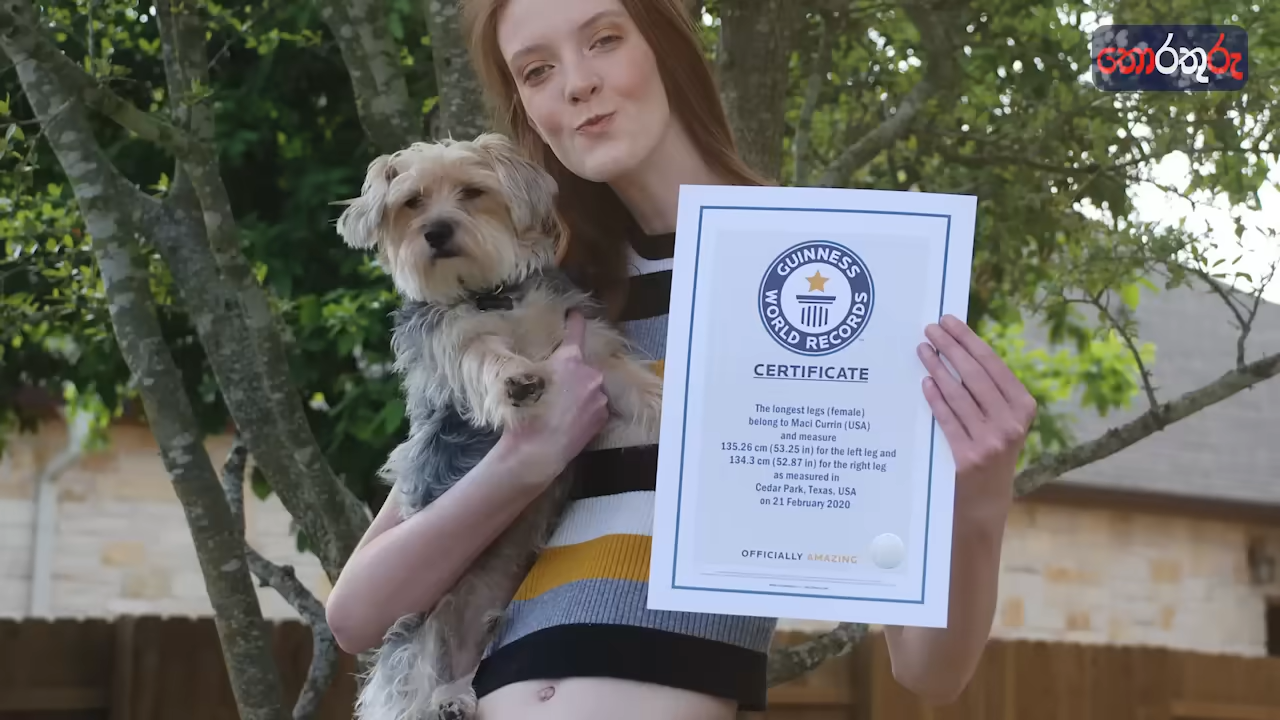 තොරතුරු
GUINNESS
WORLD RECORDS
CERTIFICATE
The longest legs (female)
belong to Maci Currin (USA)
and measure
135.26 cm (53.25 in) for the left leg and
134.3 cm (52.87 in) for the right leg
as measured in
Cedar Park, Texas, USA
on 21 February 2020
OFFICIALLY AMAZING